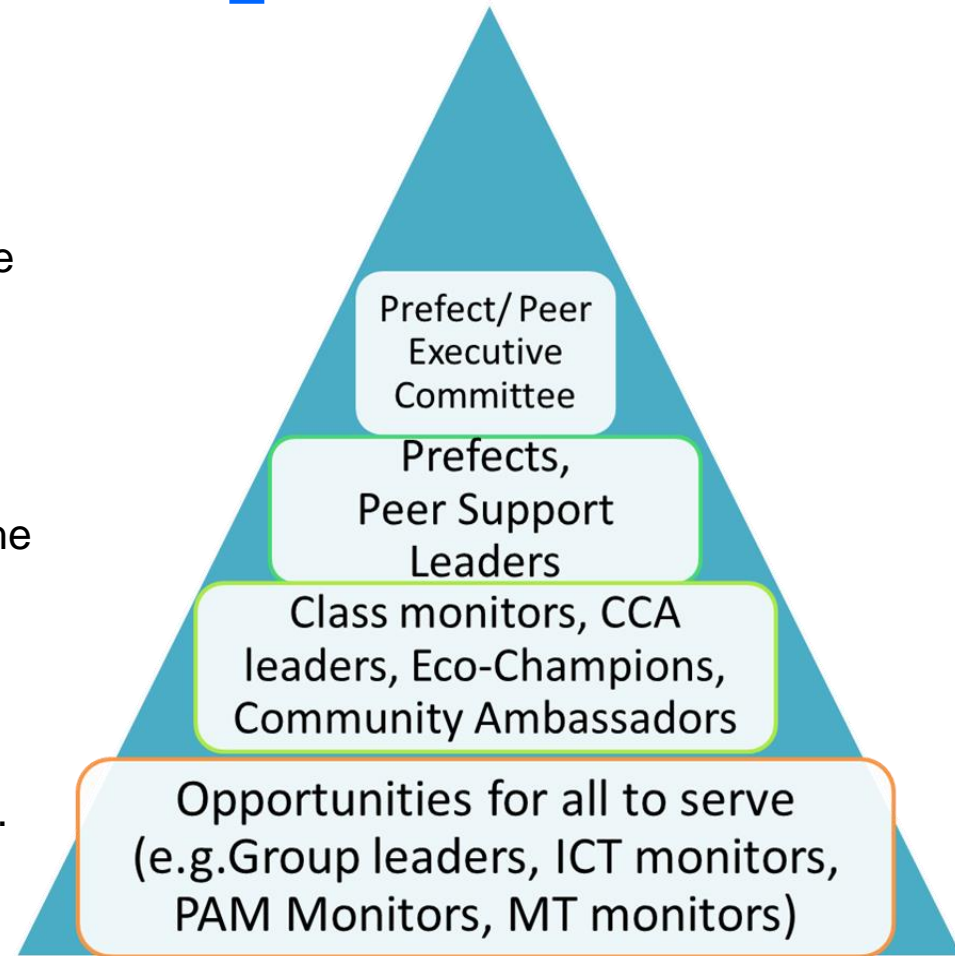 Prefect/ Peer
Executive
Committee
Prefects,
Peer Support
Leaders
Class monitors, CCA
leaders, Eco-Champions,
Community Ambassadors
Opportunities for all to serve
(e.g.Group leaders, ICT monitors,
PAM Monitors, MT monitors)